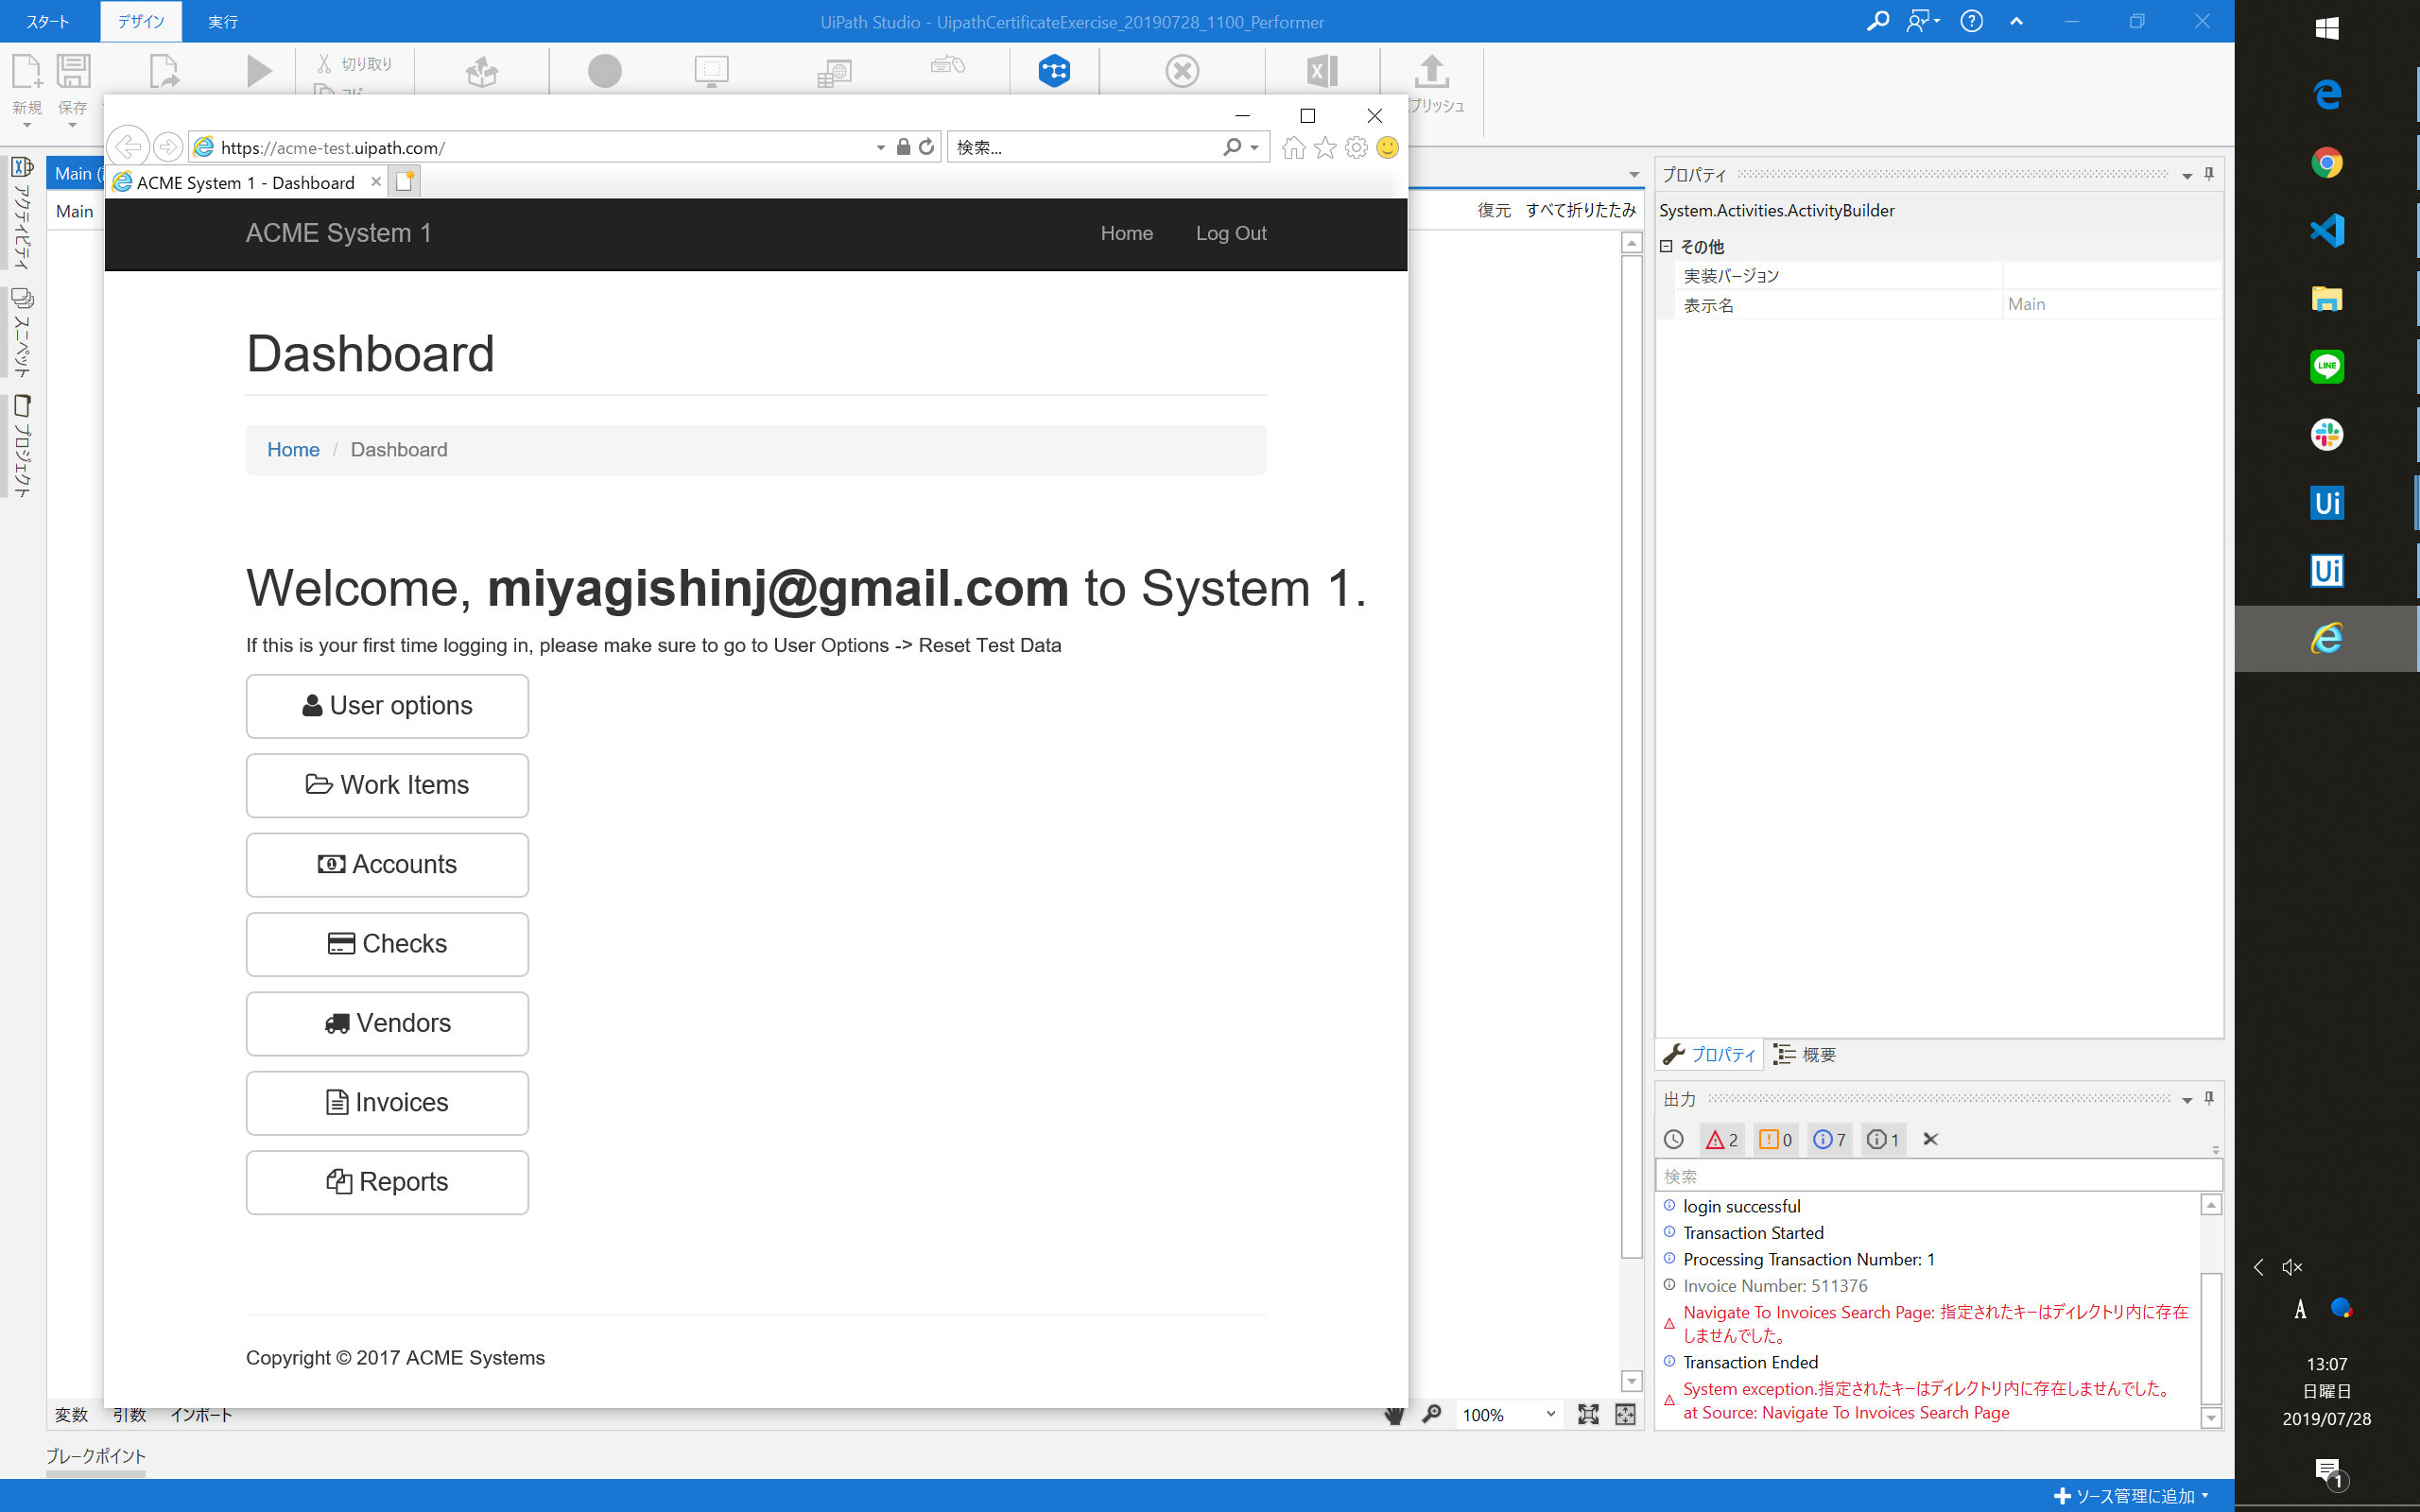 スタート
デザイン
実行
UiPath Studio - UipathCertificateExercise_20190728_1100_Performer
新規
保存
切り取り
Main
Main
復元
すべて折りたたみ
アクティビティ
スニペット
プロジェクト
https://acme-test.uipath.com/
検索...
ACME System 1 - Dashboard
ACME System 1
Home
Log Out
Dashboard
Home / Dashboard
Welcome, miyagishinj@gmail.com to System 1.
If this is your first time logging in, please make sure to go to User Options -> Reset Test Data
User options
Work Items
Accounts
Checks
Vendors
Invoices
Reports
Copyright © 2017 ACME Systems
変数
引数
インポート
100%
ブレークポイント
プロパティ
System.Activities.ActivityBuilder
その他
実装バージョン
表示名
Main
プロパティ
概要
出力
2
0
7
1
検索
login successful
Transaction Started
Processing Transaction Number: 1
Invoice Number: 511376
Navigate To Invoices Search Page: 指定されたキーはディレクトリ内に存在
しませんでした。
Transaction Ended
System exception.指定されたキーはディレクトリ内に存在しませんでした。
at Source: Navigate To Invoices Search Page
ソース管理に追加
LINE
Ui
Ui
A
13:07
日曜日
2019/07/28
1